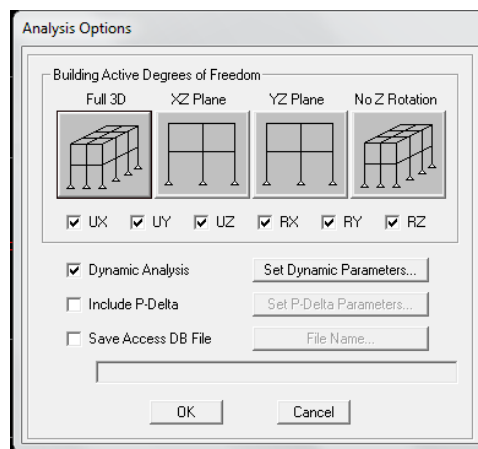 Analysis Options
Building Active Degrees of Freedom
Full 3D XZ Plane YZ Plane No Z Rotation
UX UY UZ RX RY RZ
Dynamic Analysis Set Dynamic Parameters...
Include P-Delta Set P-Delta Parameters...
Save Access DB File File Name...
OK Cancel